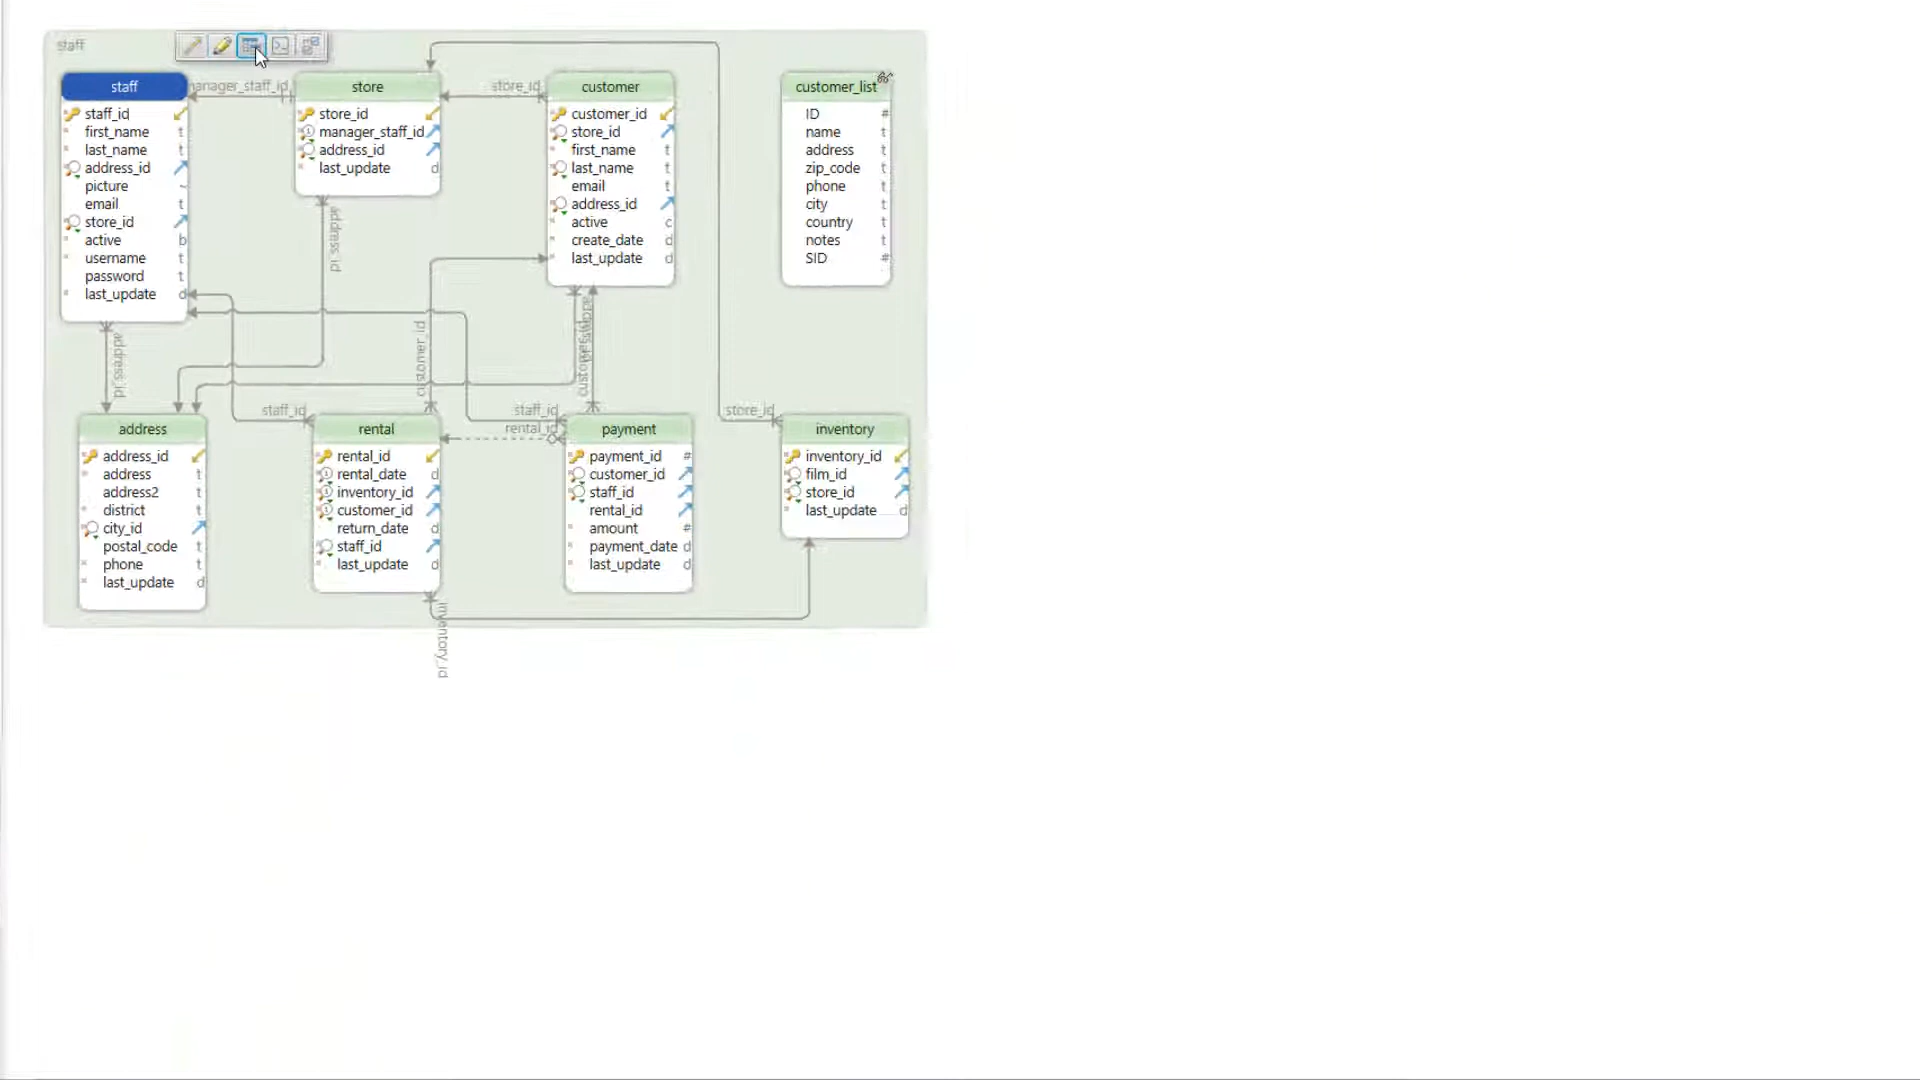 staff
staff
staff_id
first_name t
last_name t
address_id
picture ~
email t
store_id
active b
username t
password t
last_update d
manager_staff_id
store
store_id
manager_staff_id
address_id
last_update d
store_id
customer
customer_id
store_id
first_name t
last_name t
email t
address_id
active c
create_date d
last_update d
customer_list
ID #
name t
address t
zip_code t
phone t
city t
country t
notes t
SID #
address_id
address_id
customer_id
customer_id
staff_id
staff_id
rental_id
store_id
address
address_id
address t
address2 t
district t
city_id
postal_code t
phone t
last_update d
rental
rental_id
rental_date d
inventory_id
customer_id
return_date d
staff_id
last_update d
payment
payment_id #
customer_id
staff_id
rental_id
amount #
payment_date d
last_update d
inventory
inventory_id
film_id
store_id
last_update d
inventory_id